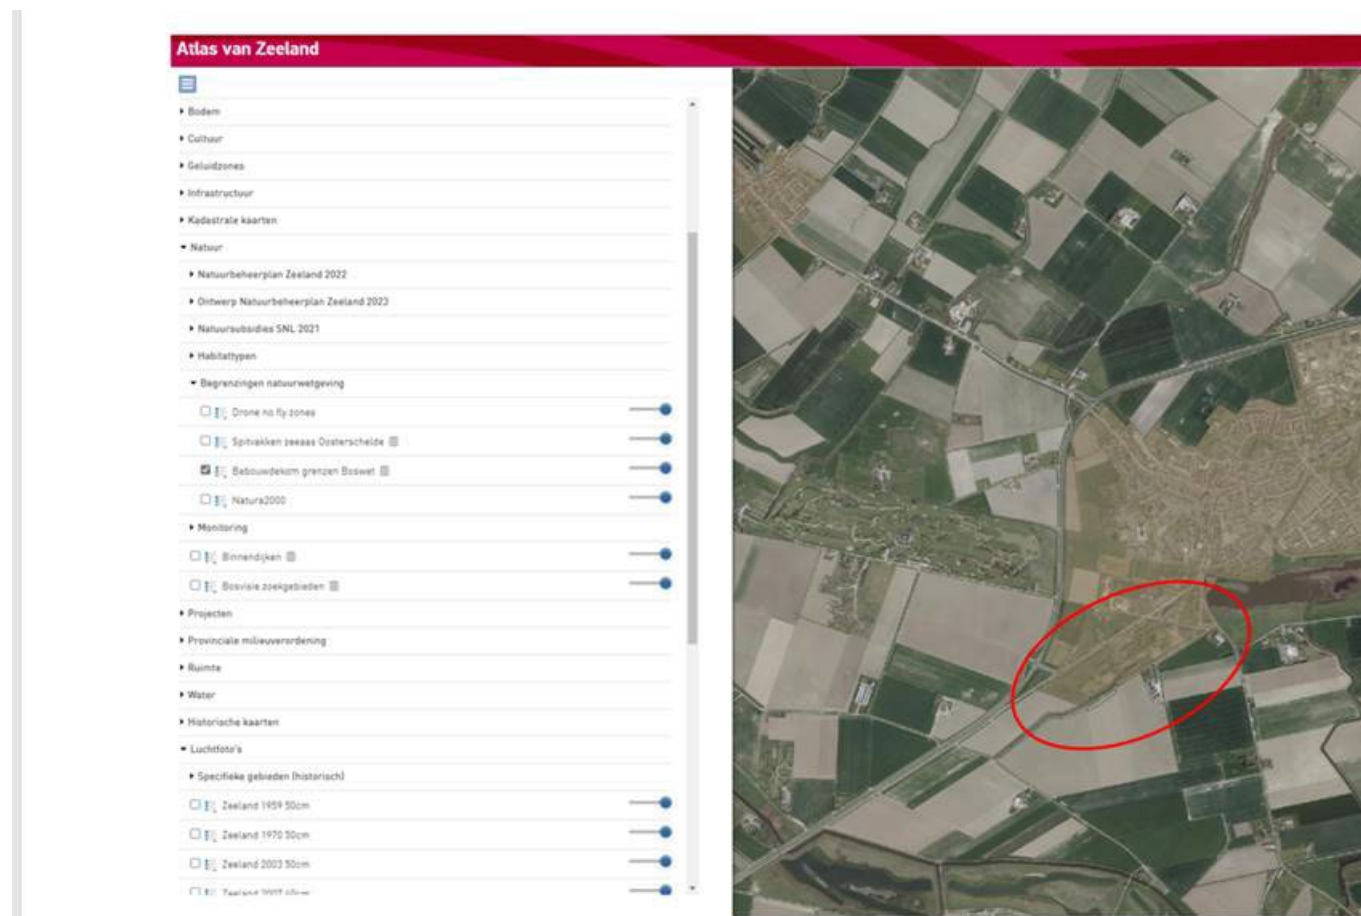 Atlas van Zeeland
Bodem
Cultuur
Geluidzones
Infrastructuur
Kadastrale kaarten
Natuur
Natuurbeheerplan Zeeland 2022
Ontwerp Natuurbeheerplan Zeeland 2023
Natuursubsidies SNL 2021
Habitattypen
Begrenzingen natuurwetgeving
Drone no fly zones
Spitvakken zeeaas Oosterschelde
Bebouwdekom grenzen Boswet
Natura2000
Monitoring
Binnendijken
Bosvisie zoekgebieden
Projecten
Provinciale milieuverordening
Ruimte
Water
Historische kaarten
Luchtfoto's
Specifieke gebieden (historisch)
Zeeland 1959 50cm
Zeeland 1970 50cm
Zeeland 2003 50cm
Zeeland 2007